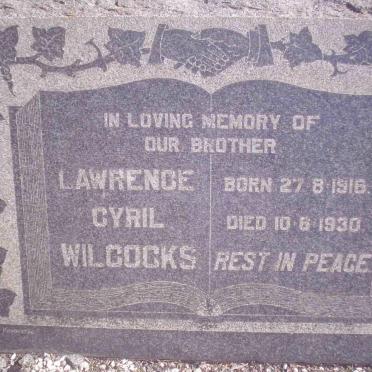 IN LOVING MEMORY OF
OUR BROTHER
LAWRENCE BORN 27·8·1916.
CYRIL DIED 10·6·1930
WILCOCKS REST IN PEACE.